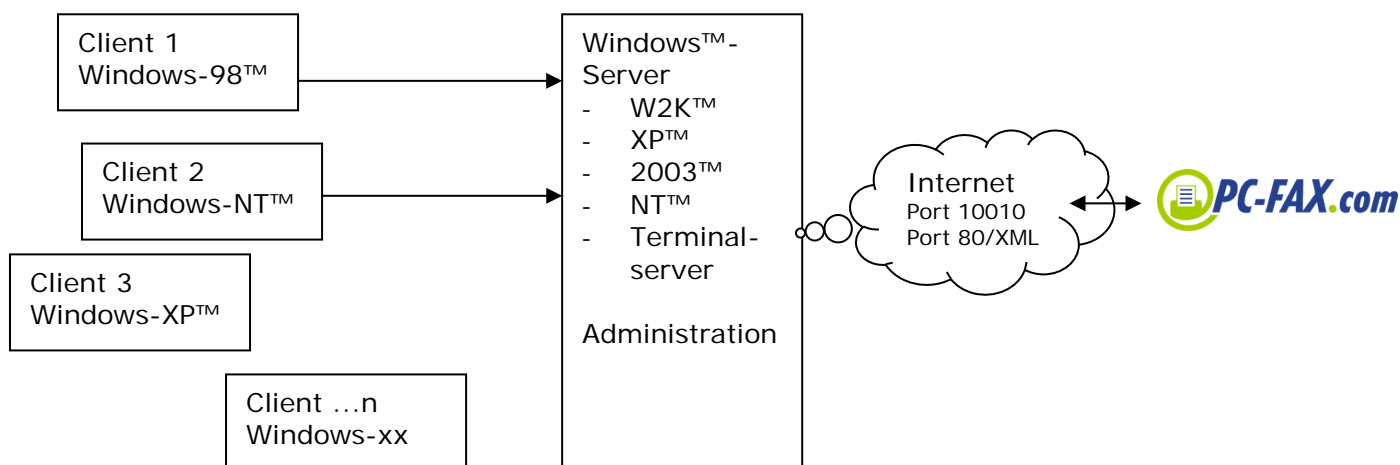 Client 1
Windows-98™
Client 2
Windows-NT™
Client 3
Windows-XP™
Client …n
Windows-xx
Windows™-
Server
- W2K™
- XP™
- 2003™
- NT™
- Terminal-
server
Administration
Internet
Port 10010
Port 80/XML
PC-FAX.com